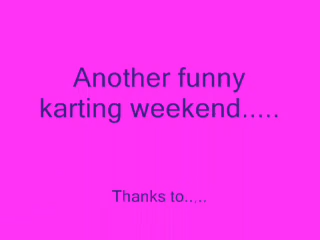 Another funny
karting weekend.....
Thanks to.....